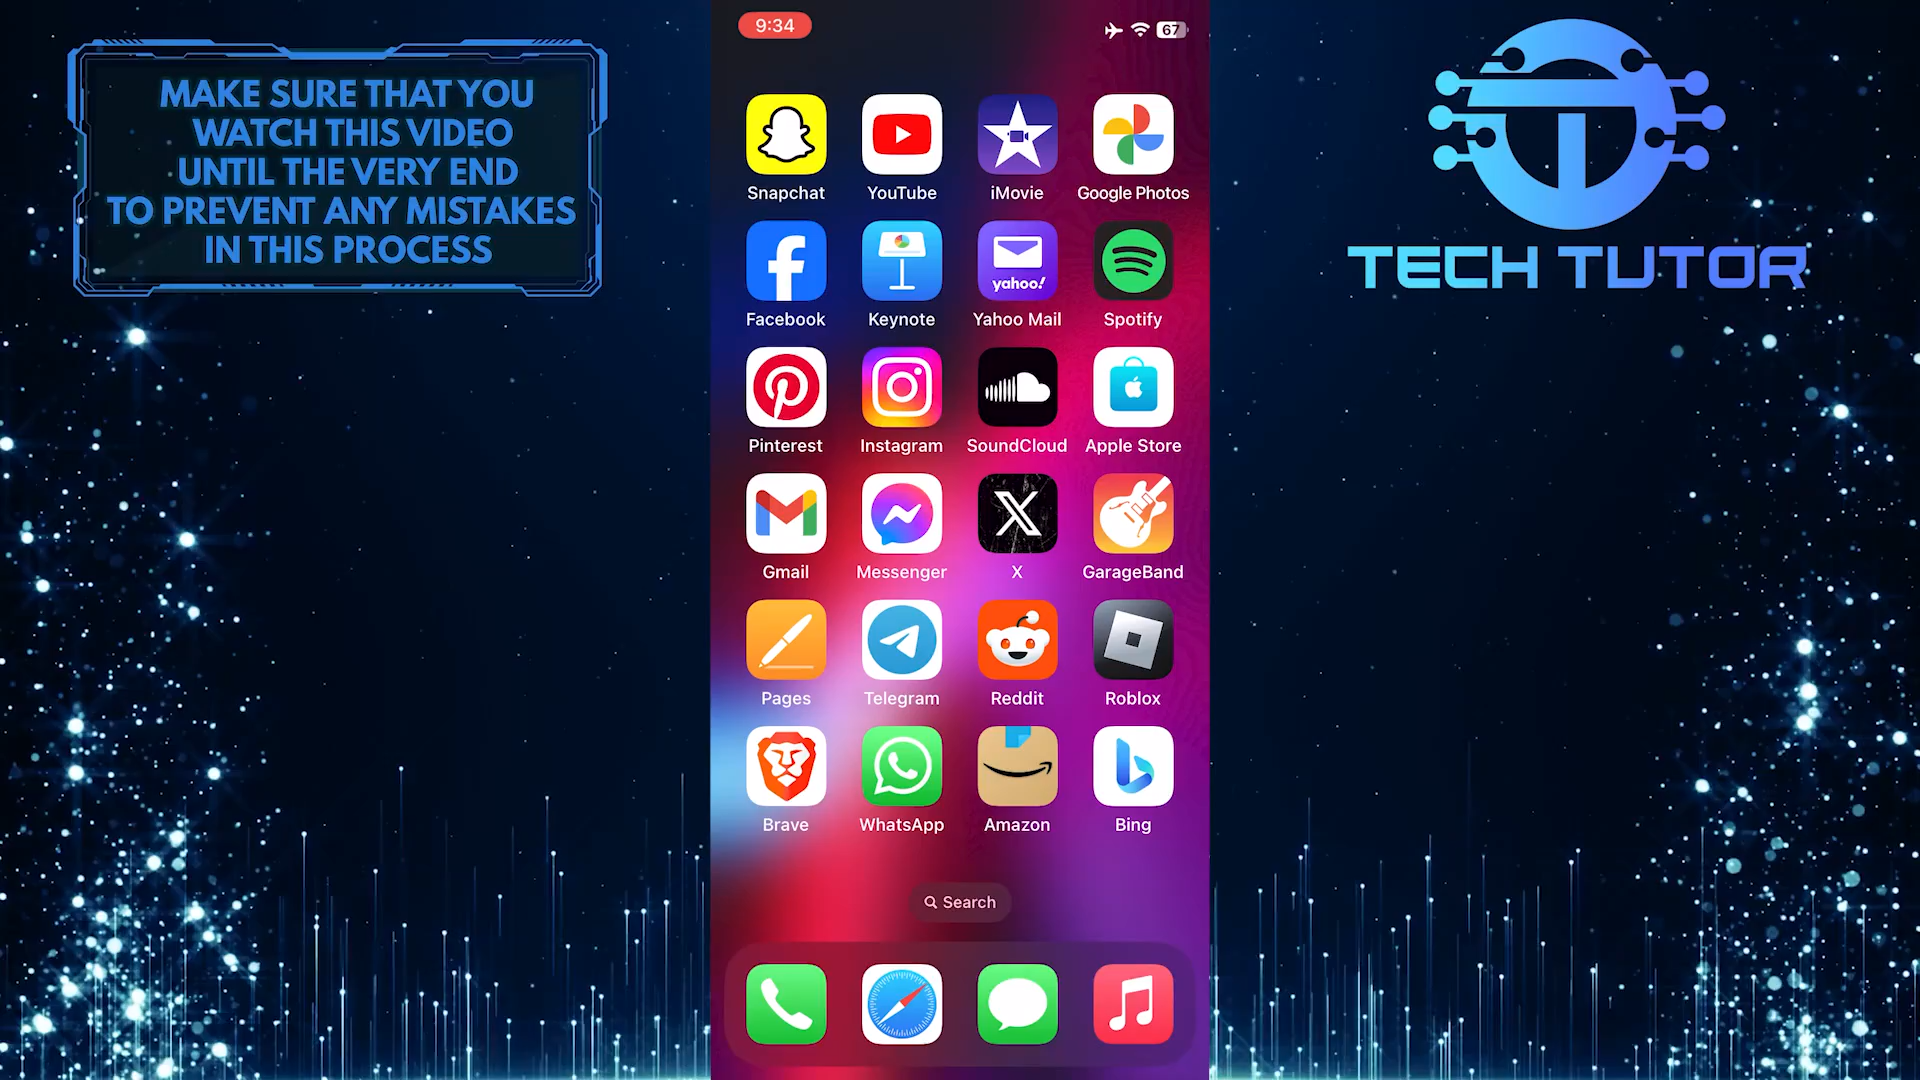 MAKE SURE THAT YOU
WATCH THIS VIDEO
UNTIL THE VERY END
TO PREVENT ANY MISTAKES
IN THIS PROCESS
9:34
67
Snapchat
YouTube
iMovie
Google Photos
yahoo!
Facebook
Keynote
Yahoo Mail
Spotify
Pinterest
Instagram
SoundCloud
Apple Store
Gmail
Messenger
X
GarageBand
Pages
Telegram
Reddit
Roblox
Brave
WhatsApp
Amazon
Bing
Search
TECH TUTOR